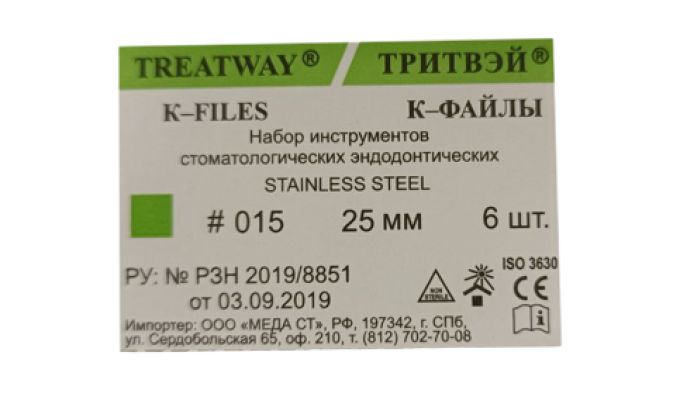 TREATWAY® / ТРИТВЭЙ®
K–FILES К–ФАЙЛЫ
Набор инструментов
стоматологических эндодонтических
STAINLESS STEEL
# 015 25 мм 6 шт.
РУ: № РЗН 2019/8851
от 03.09.2019
NON STERILE
ISO 3630
CE
i
Импортер: ООО «МЕДА СТ», РФ, 197342, г. СПб,
ул. Сердобольская 65, оф. 210, т. (812) 702-70-08